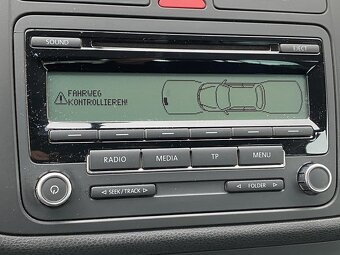 SOUND
EJECT
FAHRWEG
KONTROLLIEREN!
RADIO
MEDIA
TP
MENU
◁ SEEK/TRACK ▷
◁ FOLDER ▷